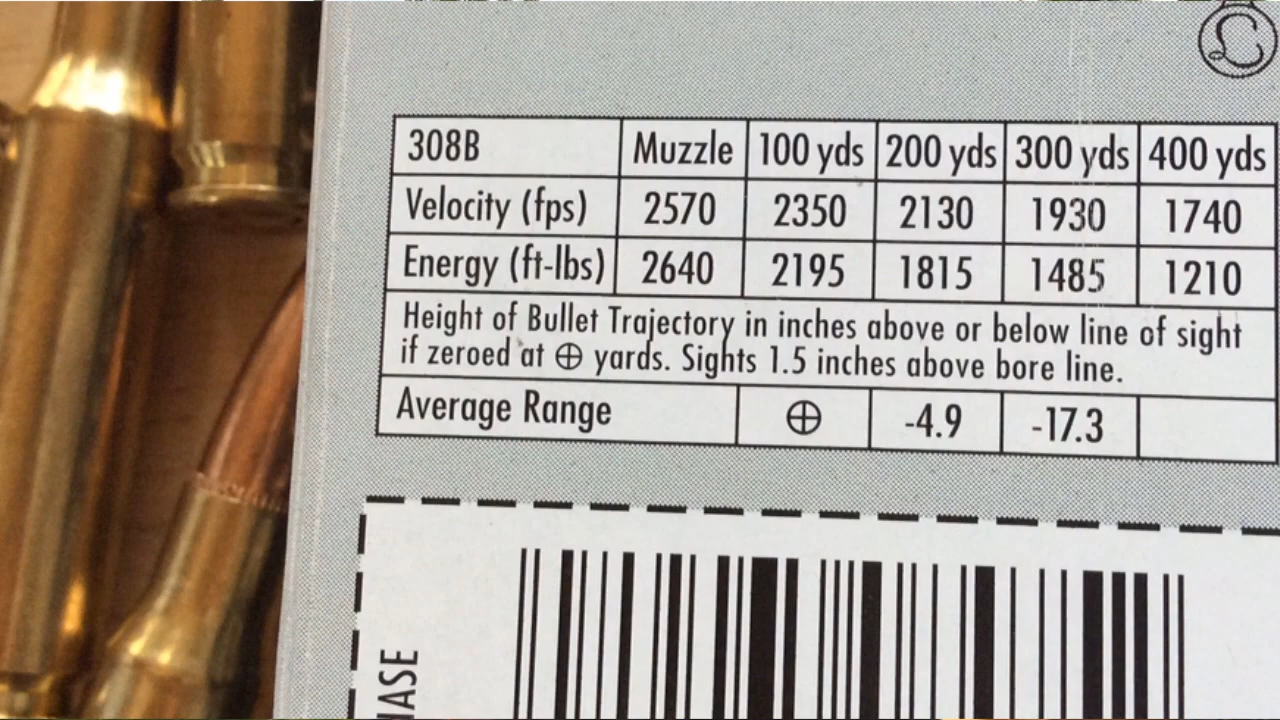 308B Muzzle 100 yds 200 yds 300 yds 400 yds
Velocity (fps) 2570 2350 2130 1930 1740
Energy (ft-lbs) 2640 2195 1815 1485 1210
Height of Bullet Trajectory in inches above or below line of sight
if zeroed at ⊕ yards. Sights 1.5 inches above bore line.
Average Range ⊕ -4.9 -17.3